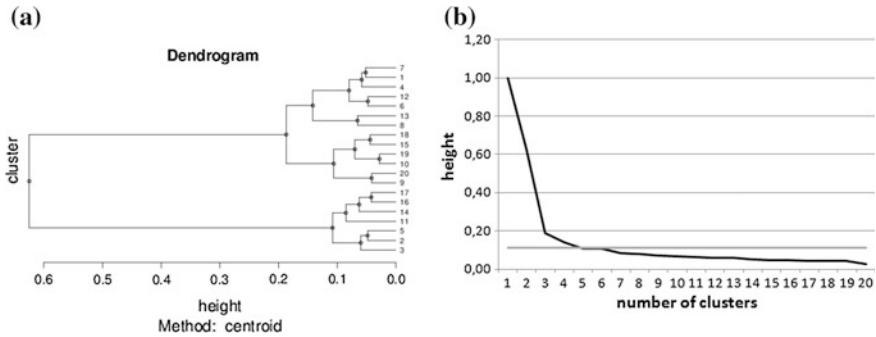 (a)
Dendrogram
cluster
7
1
4
12
6
13
8
18
15
19
10
20
9
17
16
14
11
5
2
3
0.6 0.5 0.4 0.3 0.2 0.1 0.0
height
Method: centroid
(b)
height
1,20
1,00
0,80
0,60
0,40
0,20
0,00
1 2 3 4 5 6 7 8 9 10 11 12 13 14 15 16 17 18 19 20
number of clusters